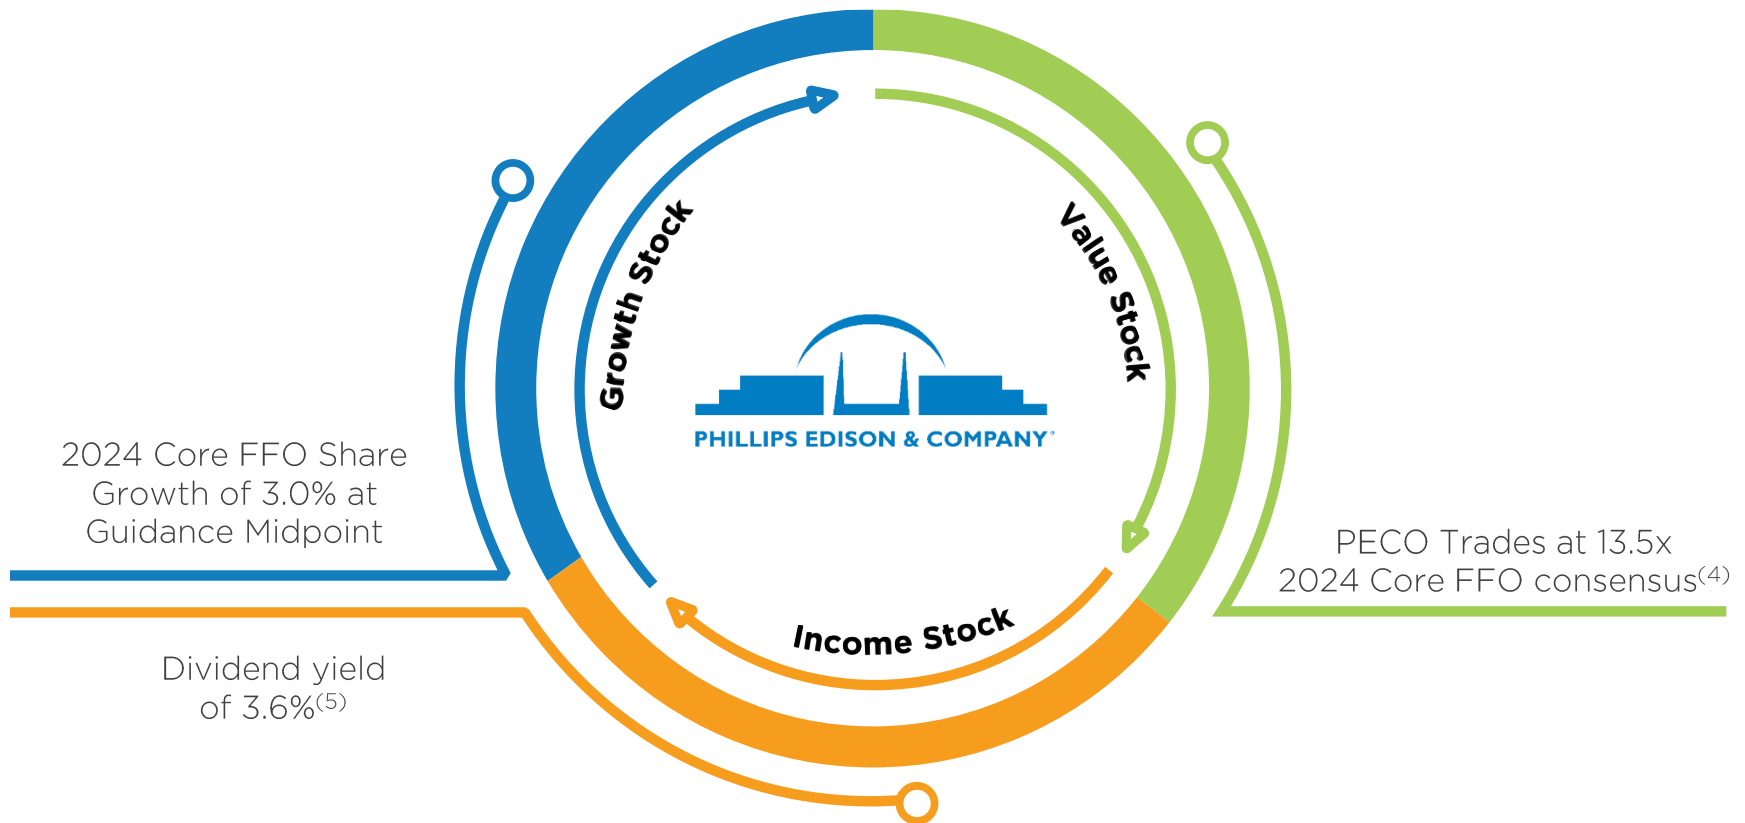 Growth Stock
Value Stock
PHILLIPS EDISON & COMPANY®
2024 Core FFO Share
Growth of 3.0% at
Guidance Midpoint
PECO Trades at 13.5x
2024 Core FFO consensus(4)
Income Stock
Dividend yield
of 3.6%(5)